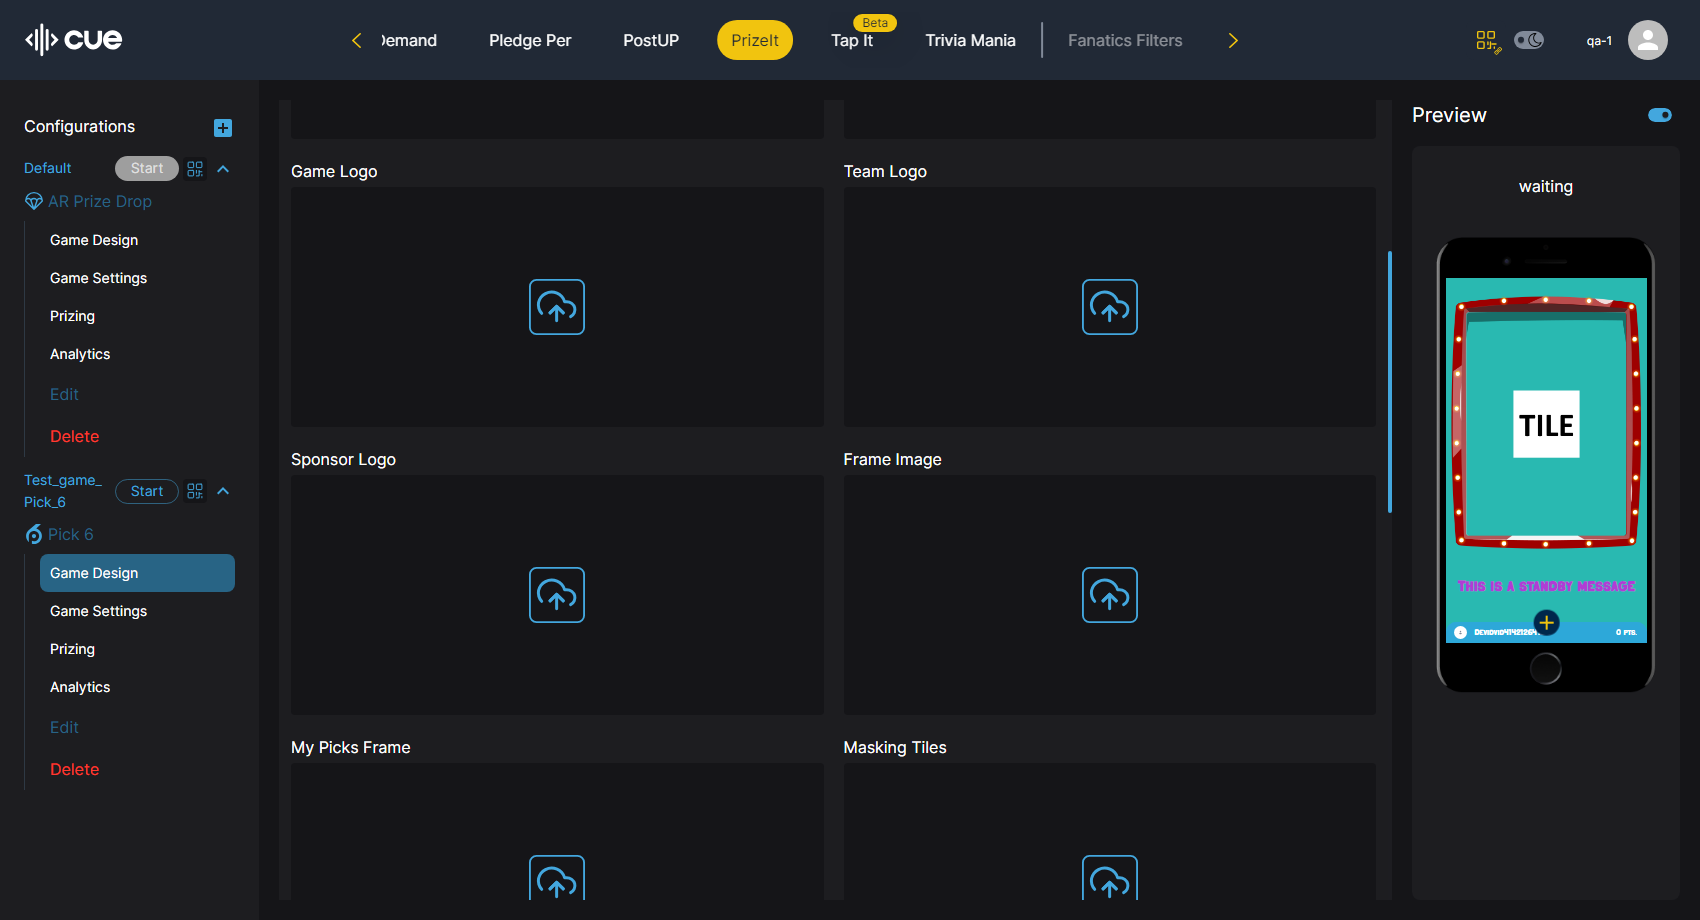 cue
Demand
Pledge Per
PostUP
PrizeIt
Beta
Tap It
Trivia Mania
Fanatics Filters
qa-1
Configurations
Default
Start
AR Prize Drop
Game Design
Game Settings
Prizing
Analytics
Edit
Delete
Test_game_
Pick_6
Start
Pick 6
Game Design
Game Settings
Prizing
Analytics
Edit
Delete
Game Logo
Team Logo
Sponsor Logo
Frame Image
My Picks Frame
Masking Tiles
Preview
waiting
TILE
This is a standby message
0 pts.